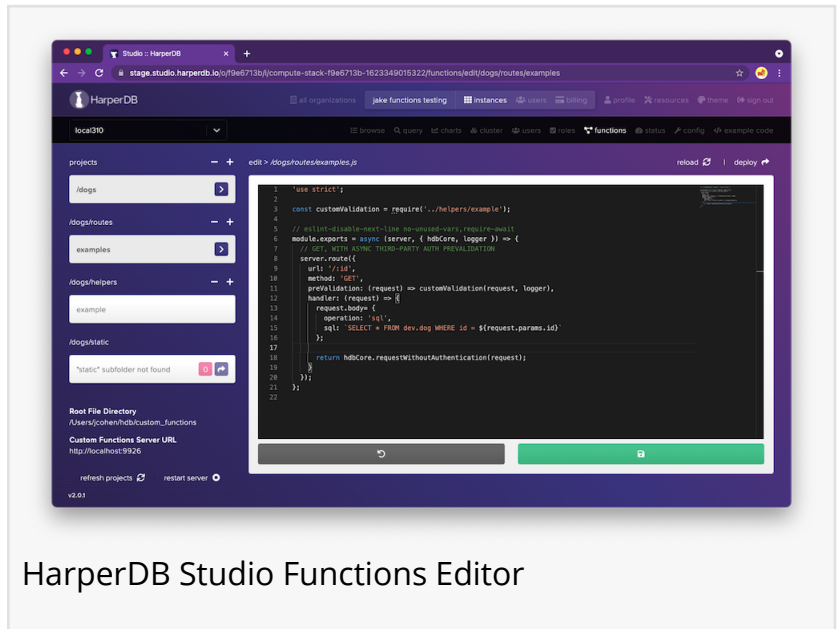 Studio :: HarperDB
stage.studio.harperdb.io/o/f9e6713b/i/compute-stack-f9e6713b-1623349015322/functions/edit/dogs/routes/examples
HarperDB
all organizations jake functions testing instances users billing profile resources theme sign out
local310
browse query charts cluster users roles functions status config example code
projects
/dogs
/dogs/routes
examples
/dogs/helpers
example
/dogs/static
"static" subfolder not found 0
Root File Directory
/Users/jcohen/hdb/custom_functions
Custom Functions Server URL
http://localhost:9926
refresh projects restart server
v2.0.1
edit > /dogs/routes/examples.js reload | deploy
1 'use strict';
2
3 const customValidation = require('../helpers/example');
4
5 // eslint-disable-next-line no-unused-vars,require-await
6 module.exports = async (server, { hdbCore, logger }) => {
7 // GET, WITH ASYNC THIRD-PARTY AUTH PREVALIDATION
8 server.route({
9 url: '/:id',
10 method: 'GET',
11 preValidation: (request) => customValidation(request, logger),
12 handler: (request) => {
13 request.body= {
14 operation: 'sql',
15 sql: `SELECT * FROM dev.dog WHERE id = ${request.params.id}`
16 };
17
18 return hdbCore.requestWithoutAuthentication(request);
19 }
20 });
21 };
22
HarperDB Studio Functions Editor